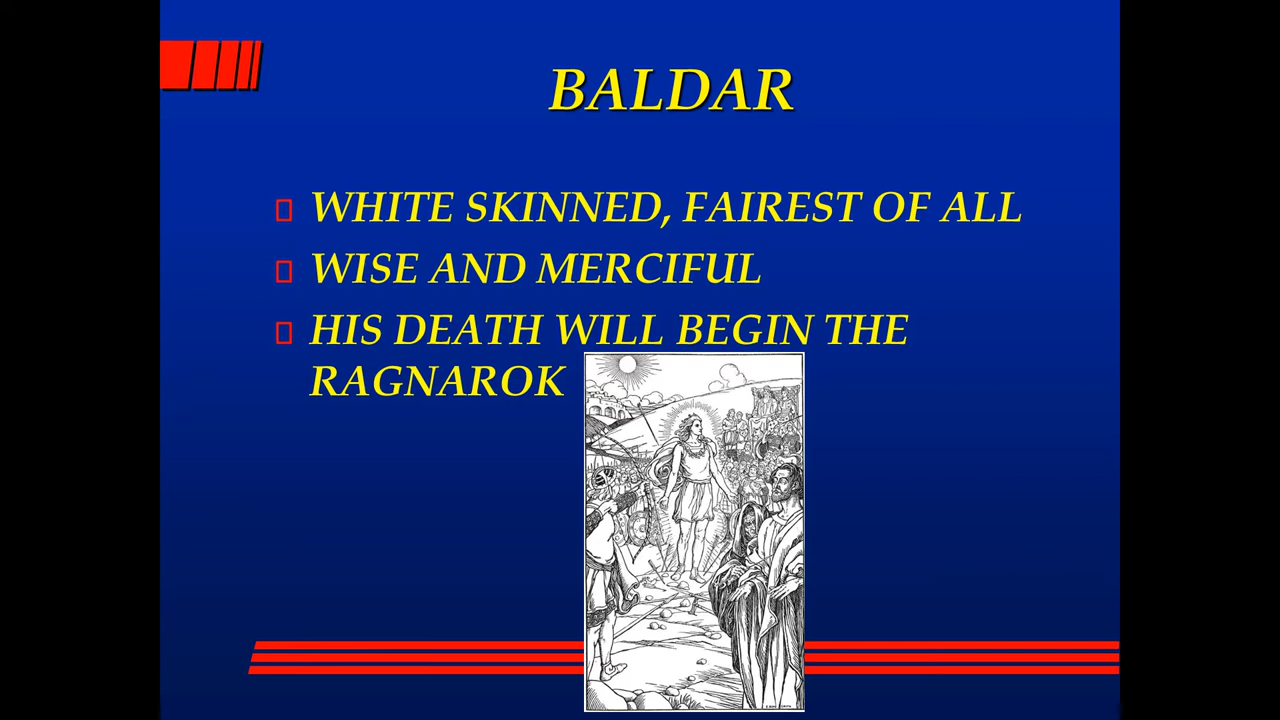 BALDAR
WHITE SKINNED, FAIREST OF ALL
WISE AND MERCIFUL
HIS DEATH WILL BEGIN THE
RAGNAROK